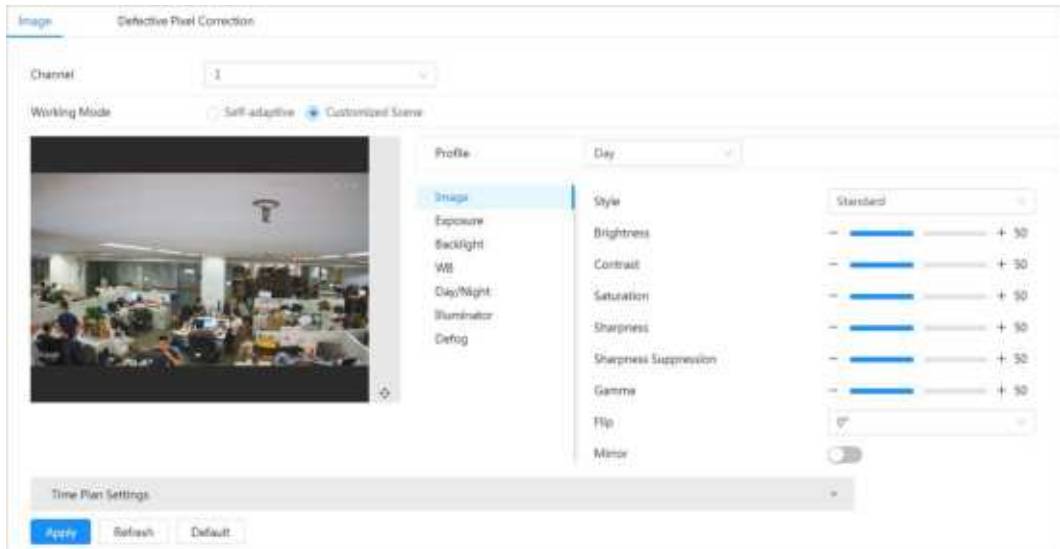 Image Defective Pixel Correction
Channel 1
Working Mode Self-adaptive Customized Scene
Profile Day
Image
Exposure
Backlight
WB
Day/Night
Illuminator
Defog
Style Standard
Brightness - + 50
Contrast - + 50
Saturation - + 50
Sharpness - + 50
Sharpness Suppression - + 50
Gamma - + 50
Flip 0°
Mirror
Time Plan Settings
Apply Refresh Default